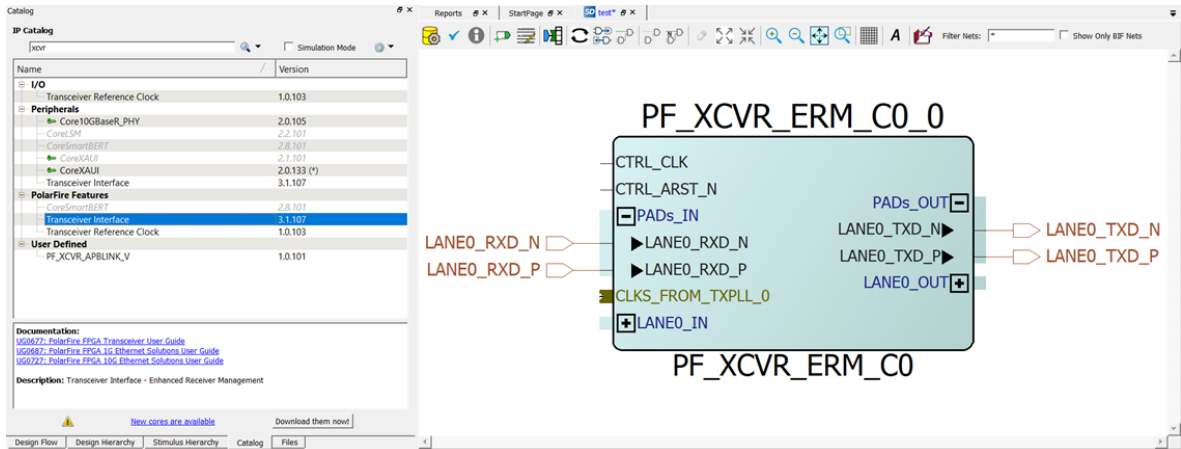 Catalog
IP Catalog
xcvr
Simulation Mode
Name Version
I/O
Transceiver Reference Clock 1.0.103
Peripherals
Core10GBaseR_PHY 2.0.105
CoreLSM 2.2.101
CoreSmartBERT 2.8.101
CoreXAUI 2.1.101
CoreXAUI 2.0.133 (*)
Transceiver Interface 3.1.107
PolarFire Features
CoreSmartBERT 2.8.101
Transceiver Interface 3.1.107
Transceiver Reference Clock 1.0.103
User Defined
PF_XCVR_APBLINK_V 1.0.101
Documentation:
UG0677: PolarFire FPGA Transceiver User Guide
UG0687: PolarFire FPGA 1G Ethernet Solutions User Guide
UG0727: PolarFire FPGA 10G Ethernet Solutions User Guide
Description: Transceiver Interface - Enhanced Receiver Management
New cores are available Download them now!
Design Flow Design Hierarchy Stimulus Hierarchy Catalog Files
Reports StartPage test*
A Filter Nets: * Show Only BIF Nets
PF_XCVR_ERM_C0_0
CTRL_CLK
CTRL_ARST_N
PADs_IN
LANE0_RXD_N
LANE0_RXD_P
CLKS_FROM_TXPLL_0
LANE0_IN
PADs_OUT
LANE0_TXD_N
LANE0_TXD_P
LANE0_OUT
LANE0_RXD_N
LANE0_RXD_P
LANE0_TXD_N
LANE0_TXD_P
PF_XCVR_ERM_C0